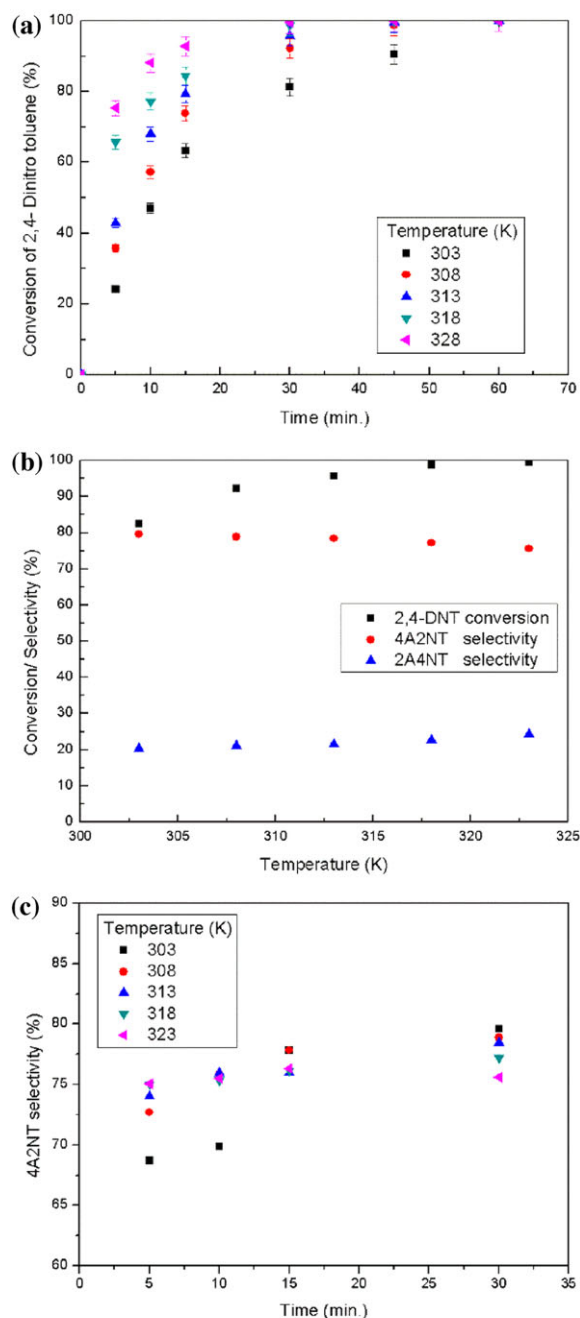 (a)
Conversion of 2,4- Dinitro toluene (%)
100
80
60
40
20
0
Temperature (K)
303
308
313
318
328
0 10 20 30 40 50 60 70
Time (min.)
(b)
Conversion/ Selectivity (%)
100
90
80
70
60
50
40
30
20
10
0
2,4-DNT conversion
4A2NT selectivity
2A4NT selectivity
300 305 310 315 320 325
Temperature (K)
(c)
4A2NT selectivity (%)
90
85
80
75
70
65
60
Temperature (K)
303
308
313
318
323
0 5 10 15 20 25 30 35
Time (min.)